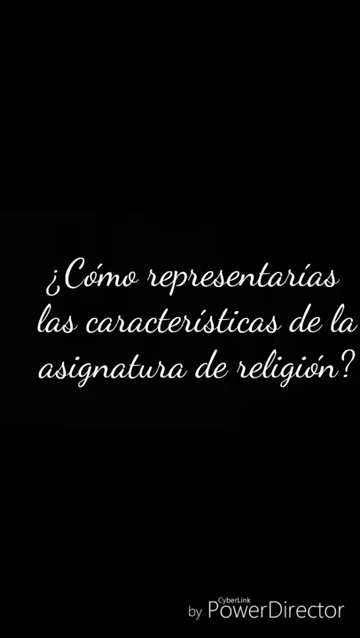 ¿Cómo representarías
las características de la
asignatura de religión?
CyberLink
by PowerDirector